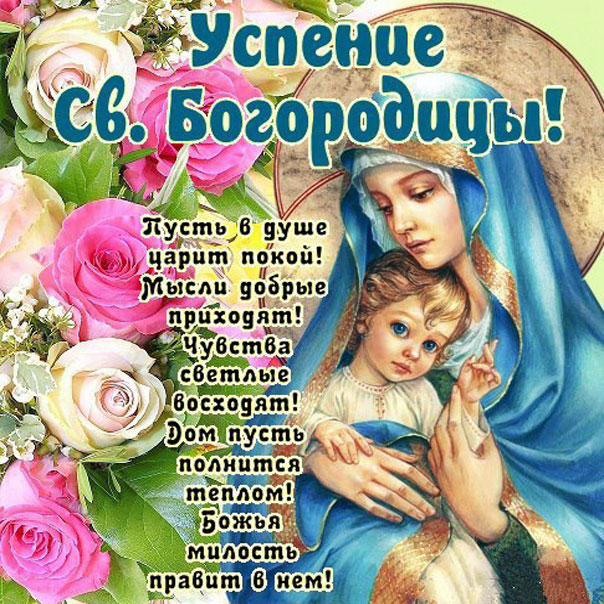 Успение
Св. Богородицы!
Пусть в душе
царит покой!
Мысли добрые
приходят!
Чувства
светлые
восходят!
Дом пусть
полнится
теплом!
Божья
милость
правит в нем!